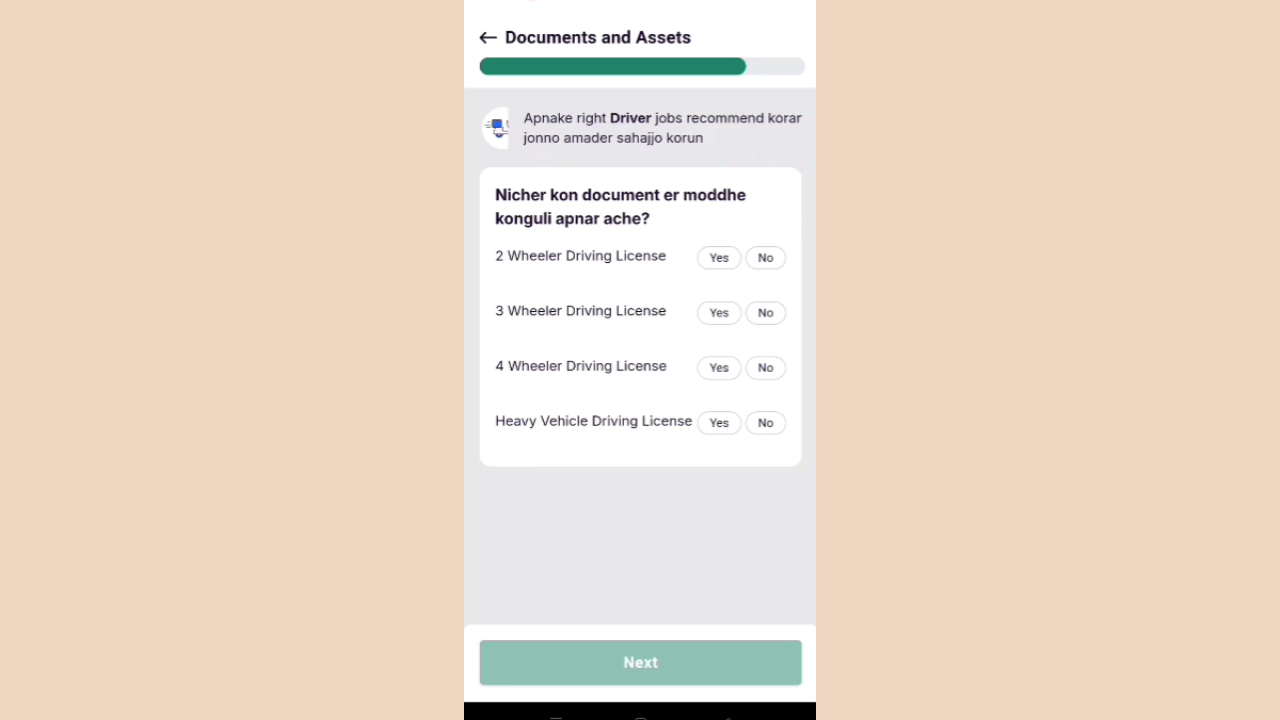 Documents and Assets
Apnake right Driver jobs recommend korar
jonno amader sahajjo korun
Nicher kon document er moddhe
konguli apnar ache?
2 Wheeler Driving License Yes No
3 Wheeler Driving License Yes No
4 Wheeler Driving License Yes No
Heavy Vehicle Driving License Yes No
Next